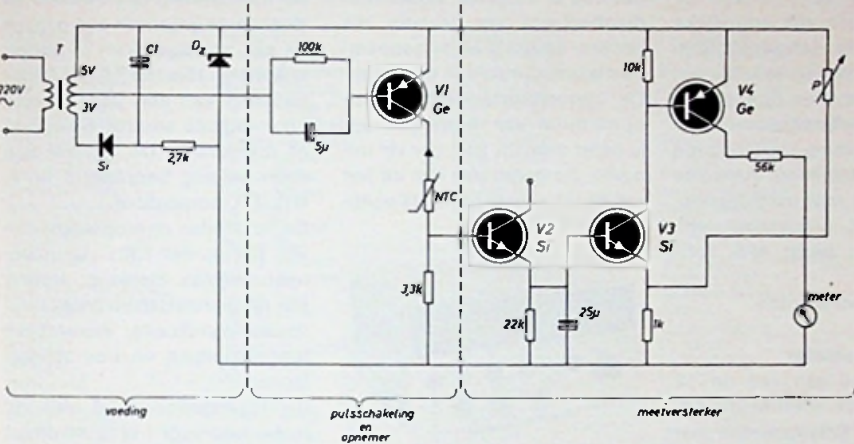 220V
T
5V
3V
C1
Dz
Si
2,7k
100k
5μ
V1
Ge
NTC
3,3k
V2
Si
22k
25μ
V3
Si
10k
1k
V4
Ge
56k
P
meter
voeding
pulsschakeling
en
opnemer
meetversterker